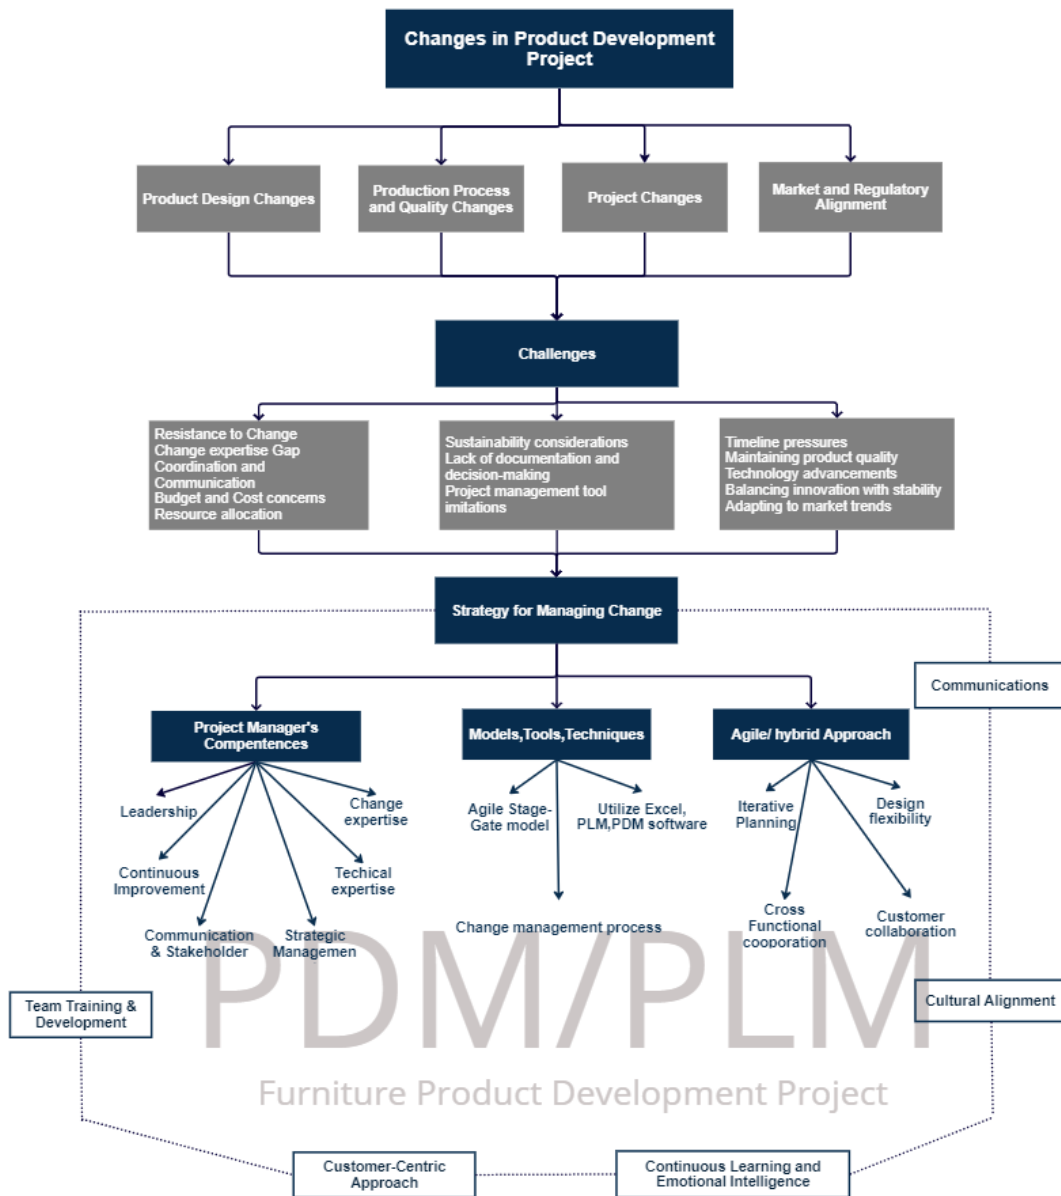 Changes in Product Development
Project
Product Design Changes
Production Process
and Quality Changes
Project Changes
Market and Regulatory
Alignment
Challenges
Resistance to Change
Change expertise Gap
Coordination and
Communication
Budget and Cost concerns
Resource allocation
Sustainability considerations
Lack of documentation and
decision-making
Project management tool
imitations
Timeline pressures
Maintaining product quality
Technology advancements
Balancing innovation with stability
Adapting to market trends
Strategy for Managing Change
Communications
Project Manager's
Compentences
Models,Tools,Techniques
Agile/ hybrid Approach
Leadership
Change
expertise
Continuous
Improvement
Techical
expertise
Communication
& Stakeholder
Strategic
Managemen
Agile Stage-
Gate model
Utilize Excel,
PLM,PDM software
Change management process
Iterative
Planning
Design
flexibility
Cross
Functional
cooporation
Customer
collaboration
Team Training &
Development
Cultural Alignment
PDM/PLM
Furniture Product Development Project
Customer-Centric
Approach
Continuous Learning and
Emotional Intelligence